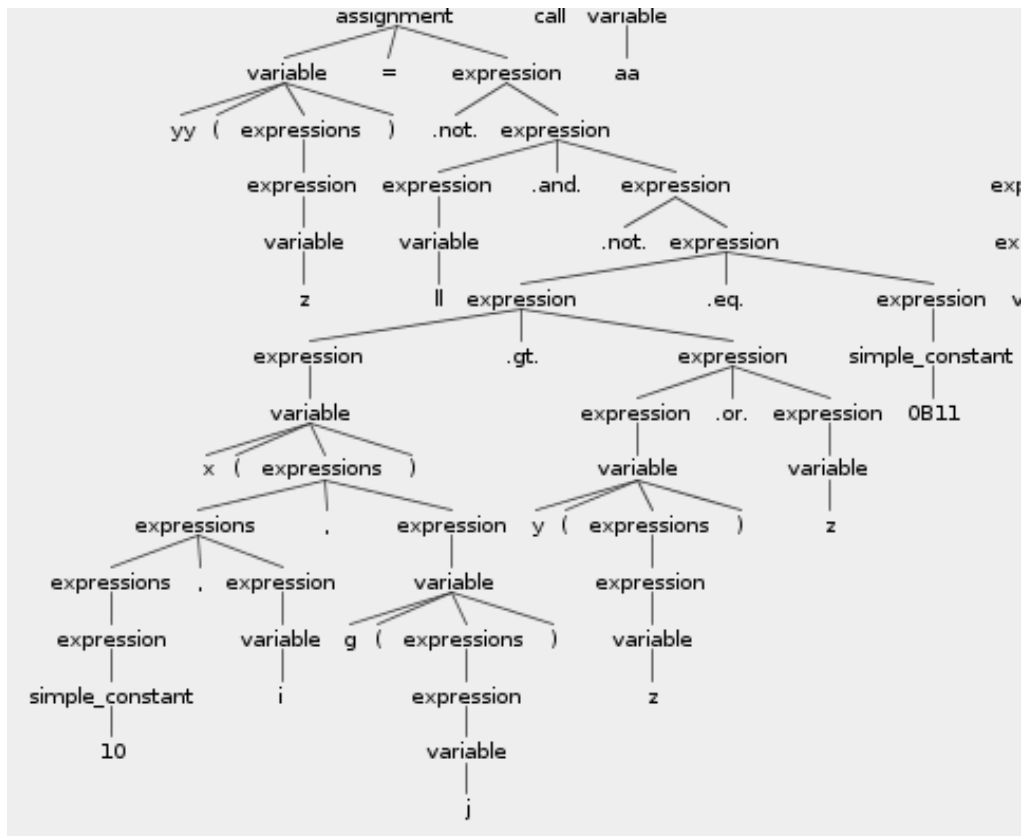 assignment call variable
variable = expression aa
yy ( expressions ) .not. expression
expression expression .and. expression exp
variable variable .not. expression ex
z ll expression .eq. expression v
expression .gt. expression simple_constant
variable expression .or. expression 0B11
x ( expressions ) variable variable
expressions , expression y ( expressions ) z
expressions , expression variable expression
expression variable g ( expressions ) variable
simple_constant i expression z
10 variable
j